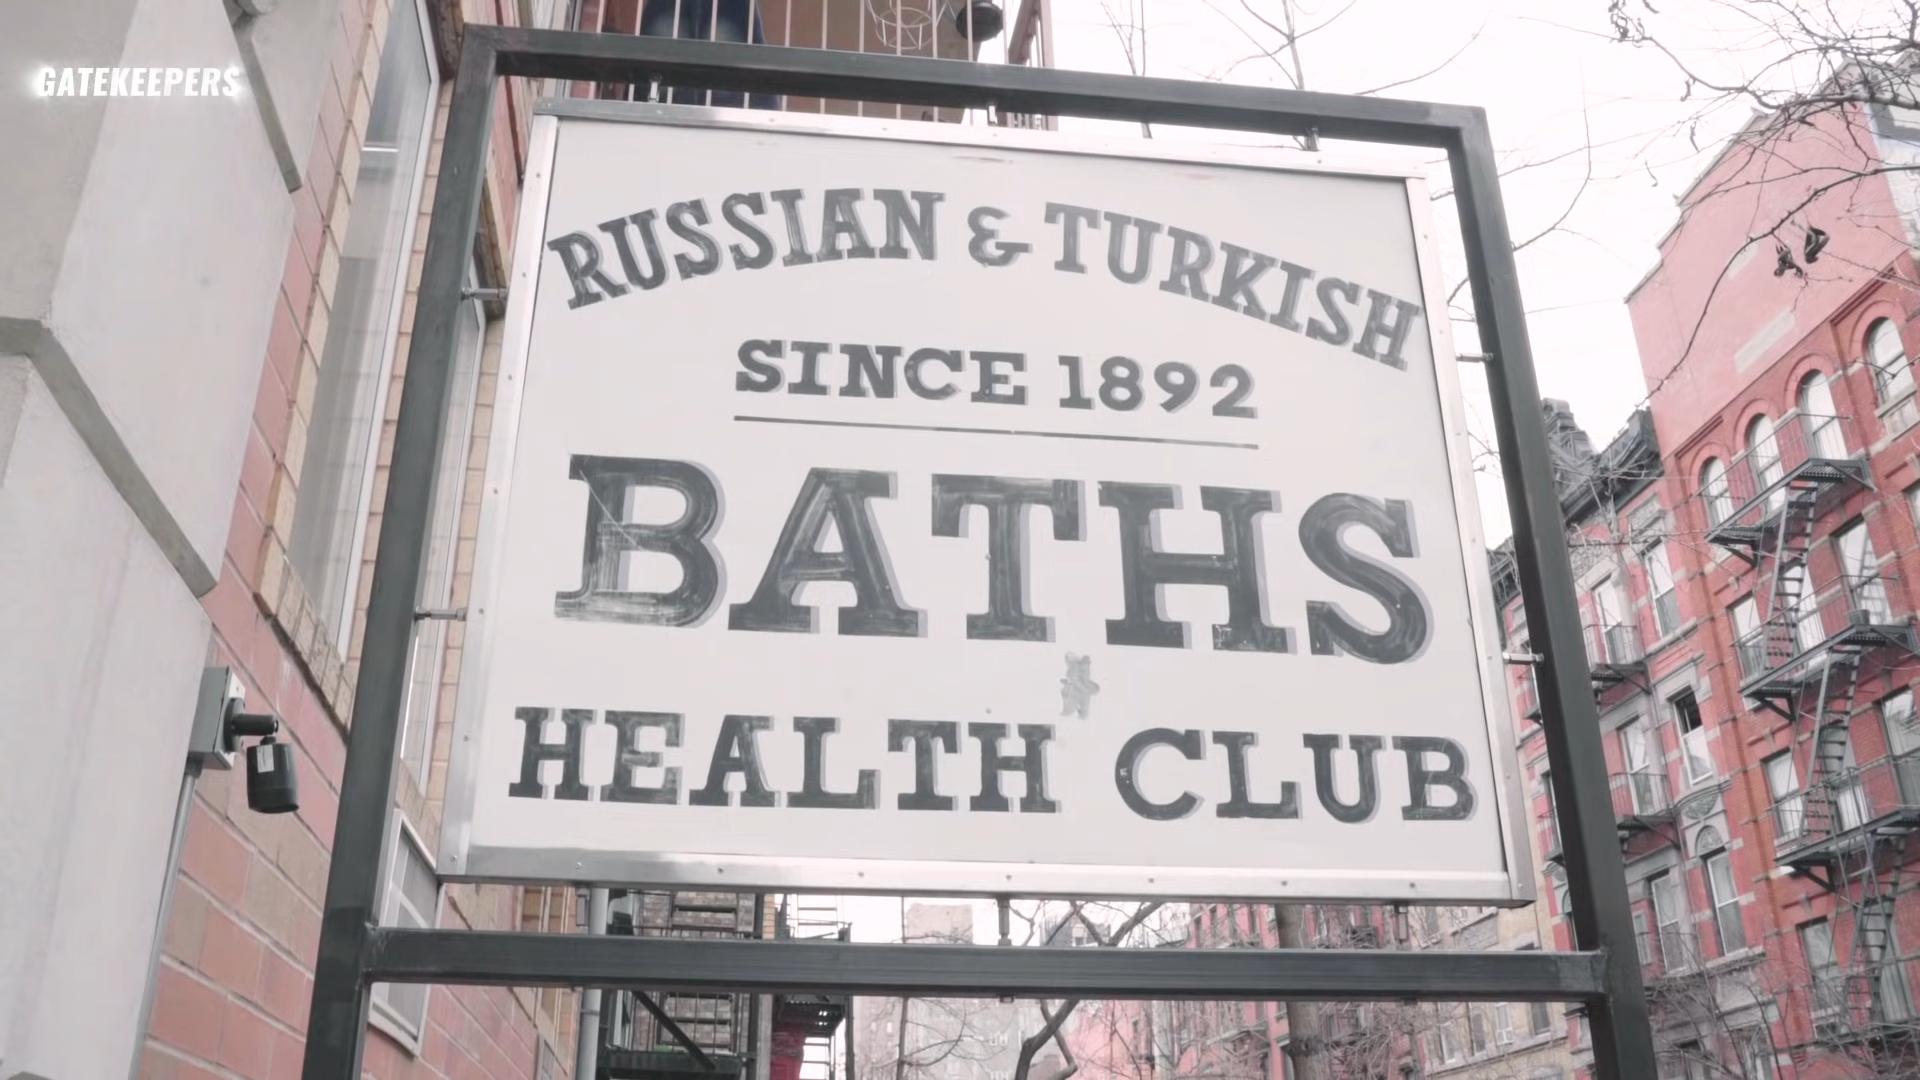 GATEKEEPERS
RUSSIAN & TURKISH
SINCE 1892
BATHS
HEALTH CLUB